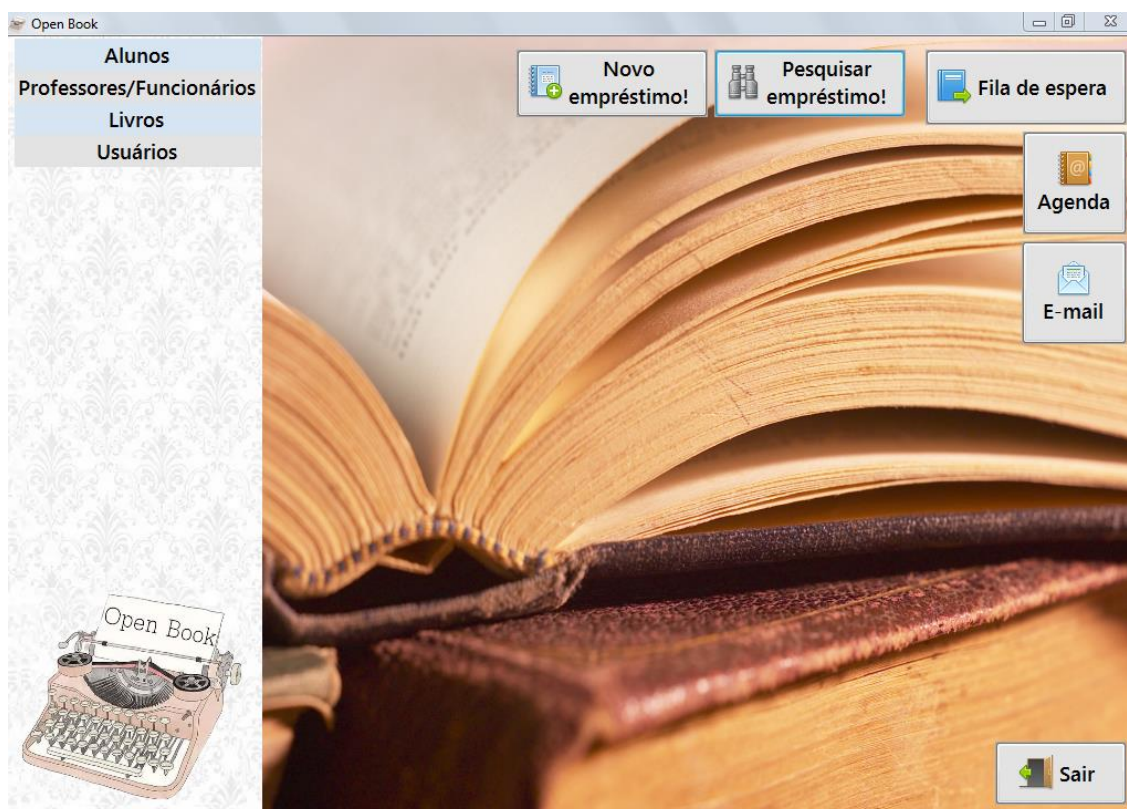 Open Book
Alunos
Professores/Funcionários
Livros
Usuários
Novo
empréstimo!
Pesquisar
empréstimo!
Fila de espera
Agenda
E-mail
Open Book
Sair